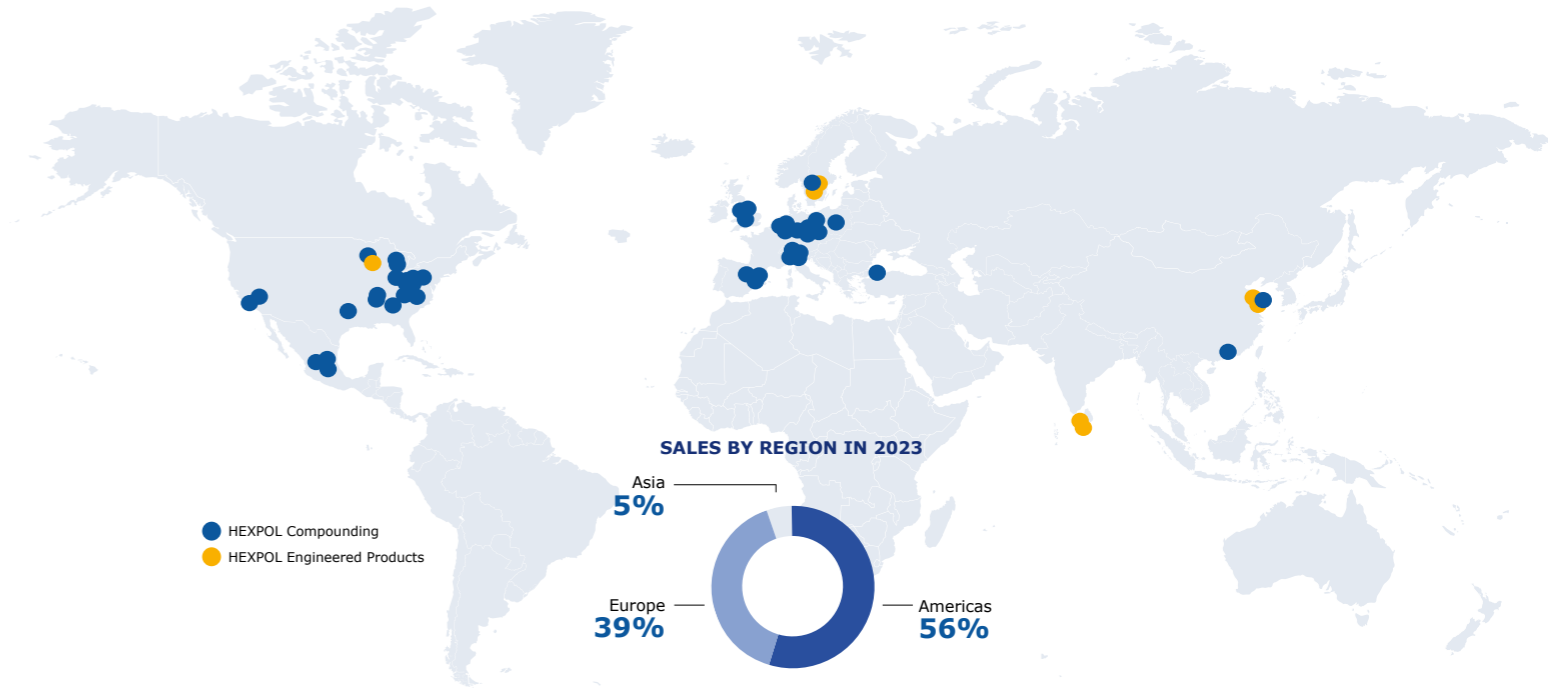 SALES BY REGION IN 2023
Asia
5%
HEXPOL Compounding
HEXPOL Engineered Products
Europe
39%
Americas
56%